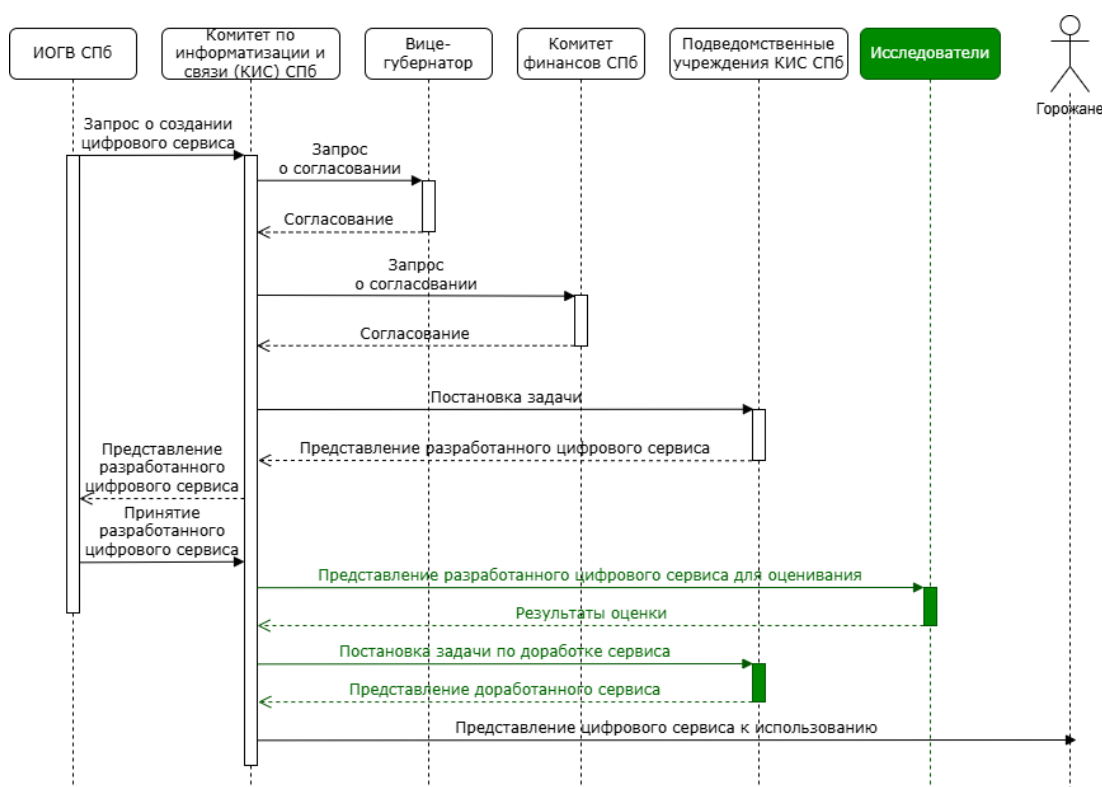 ИОГВ СПб
Комитет по
информатизации и
связи (КИС) СПб
Вице-
губернатор
Комитет
финансов СПб
Подведомственные
учреждения КИС СПб
Исследователи
Горожане
Запрос о создании
цифрового сервиса
Запрос
о согласовании
Согласование
Запрос
о согласовании
Согласование
Постановка задачи
Представление разработанного цифрового сервиса
Представление
разработанного
цифрового сервиса
Принятие
разработанного
цифрового сервиса
Представление разработанного цифрового сервиса для оценивания
Результаты оценки
Постановка задачи по доработке сервиса
Представление доработанного сервиса
Представление цифрового сервиса к использованию